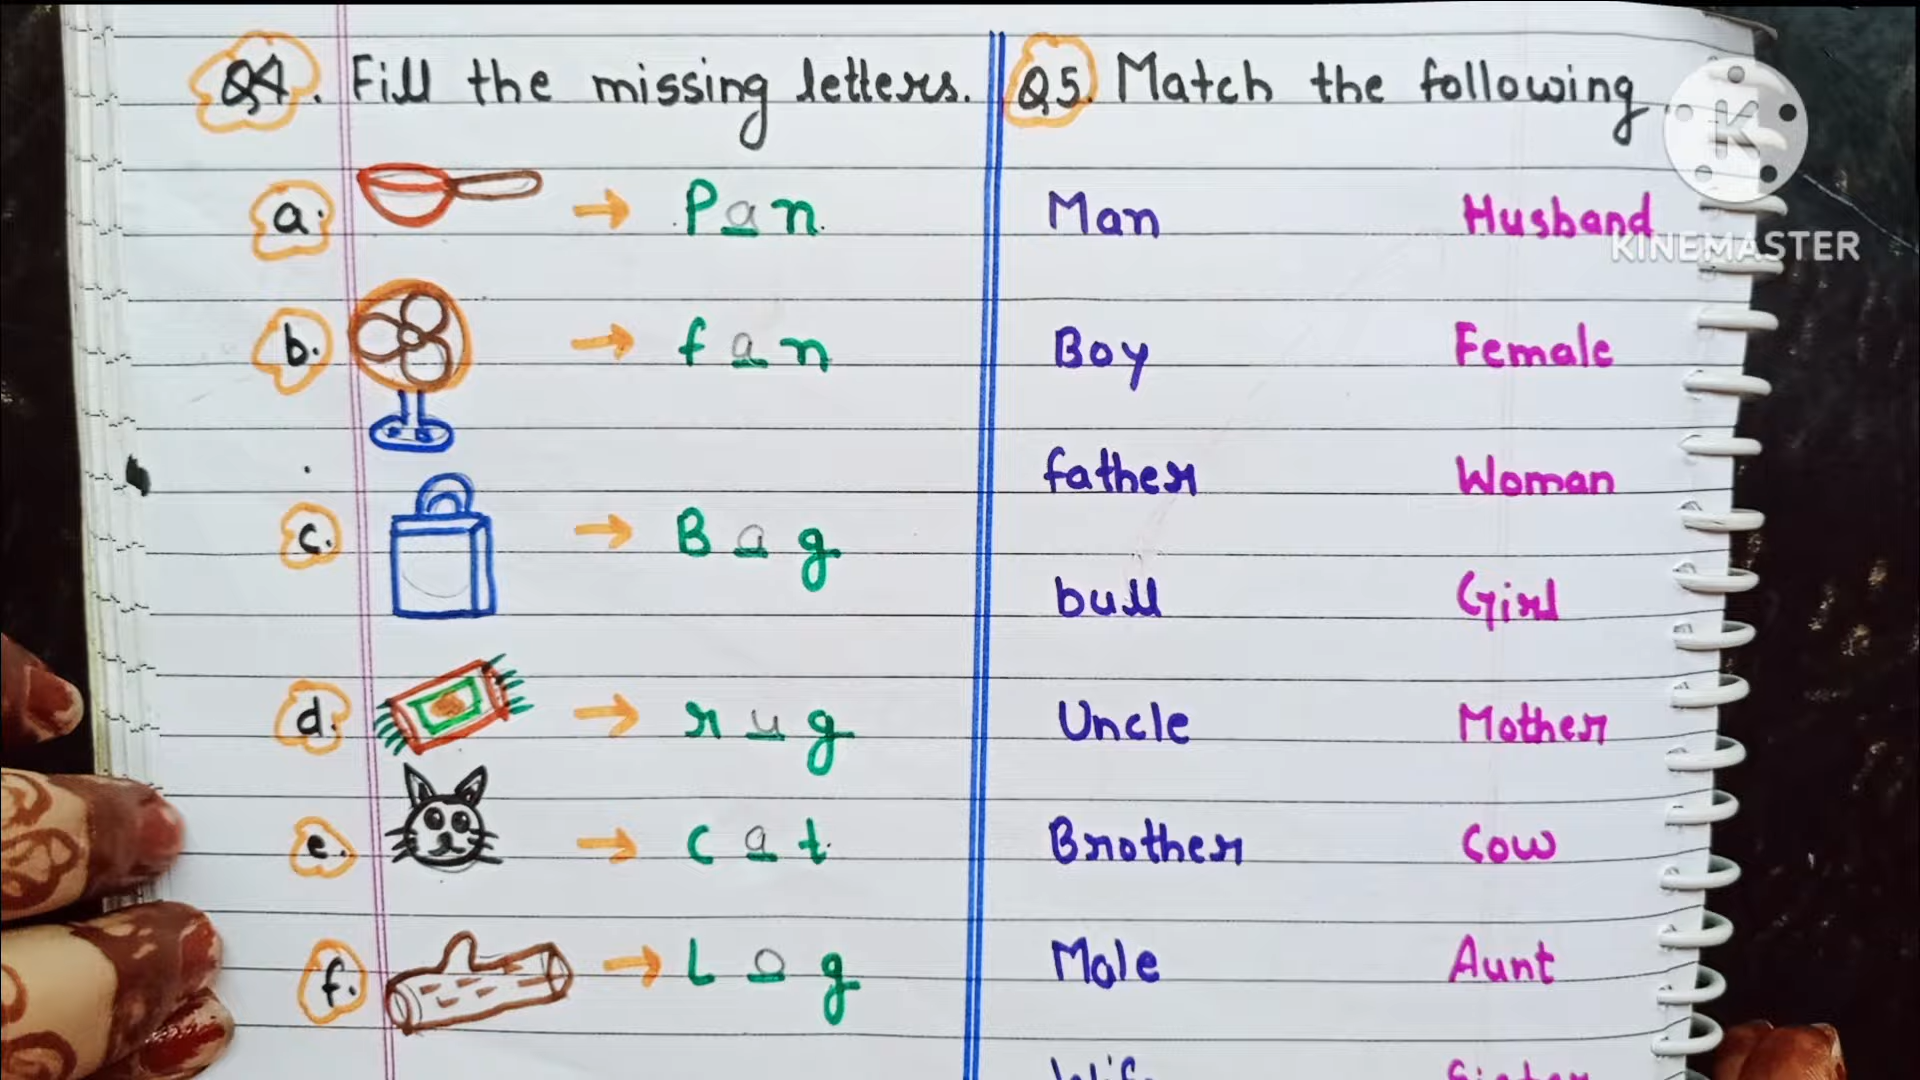 Q4. Fill the missing letters.
a. → Pan
b. → fan
c. → Bag
d. → rug
e. → cat
f. → Log
Q5. Match the following
Man Husband
Boy Female
father Woman
bull Girl
Uncle Mother
Brother Cow
Male Aunt
K
KINEMASTER